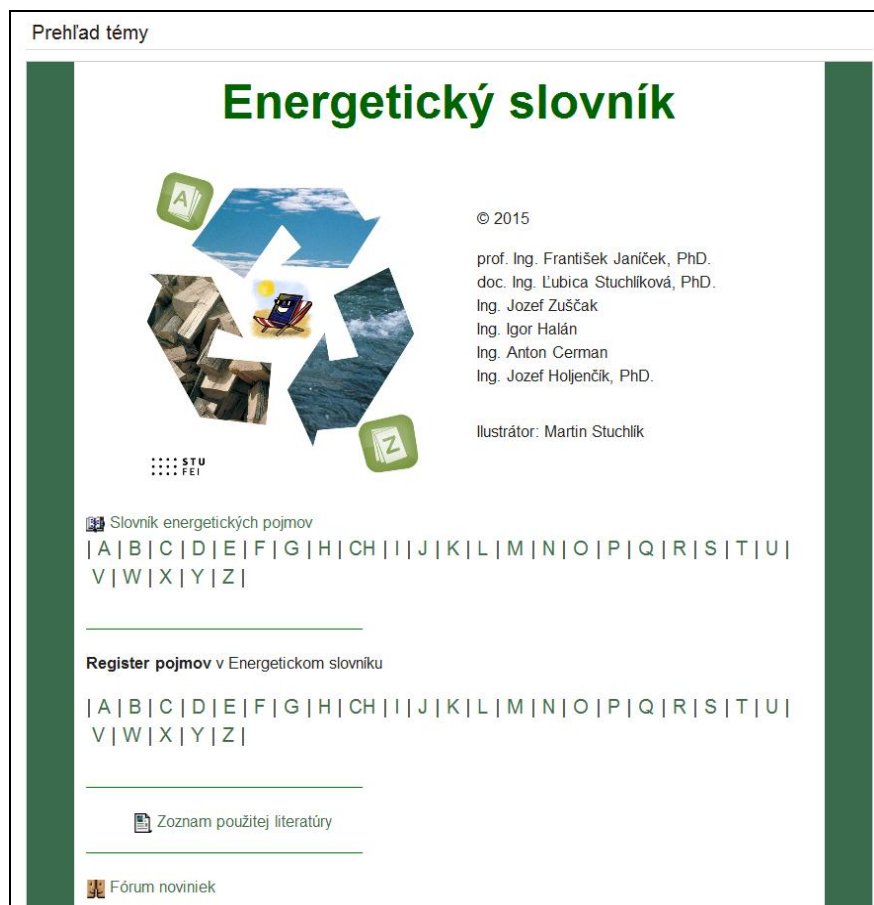 Prehľad témy
Energetický slovník
A
© 2015
prof. Ing. František Janíček, PhD.
doc. Ing. Ľubica Stuchlíková, PhD.
Ing. Jozef Zuščak
Ing. Igor Halán
Ing. Anton Cerman
Ing. Jozef Holjenčík, PhD.
Ilustrátor: Martin Stuchlík
Z
STU
FEI
Slovník energetických pojmov
| A | B | C | D | E | F | G | H | CH | I | J | K | L | M | N | O | P | Q | R | S | T | U |
V | W | X | Y | Z |
Register pojmov v Energetickom slovníku
| A | B | C | D | E | F | G | H | CH | I | J | K | L | M | N | O | P | Q | R | S | T | U |
V | W | X | Y | Z |
Zoznam použitej literatúry
Fórum noviniek